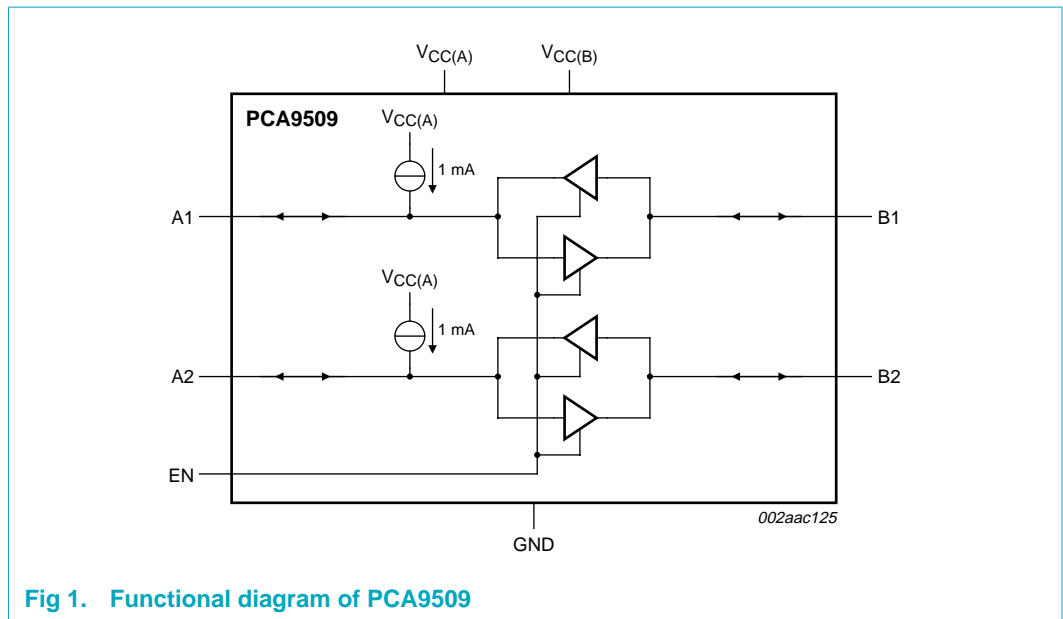 VCC(A) VCC(B)
PCA9509
VCC(A)
1 mA
A1 B1
VCC(A)
1 mA
A2 B2
EN
002aac125
GND
Fig 1. Functional diagram of PCA9509